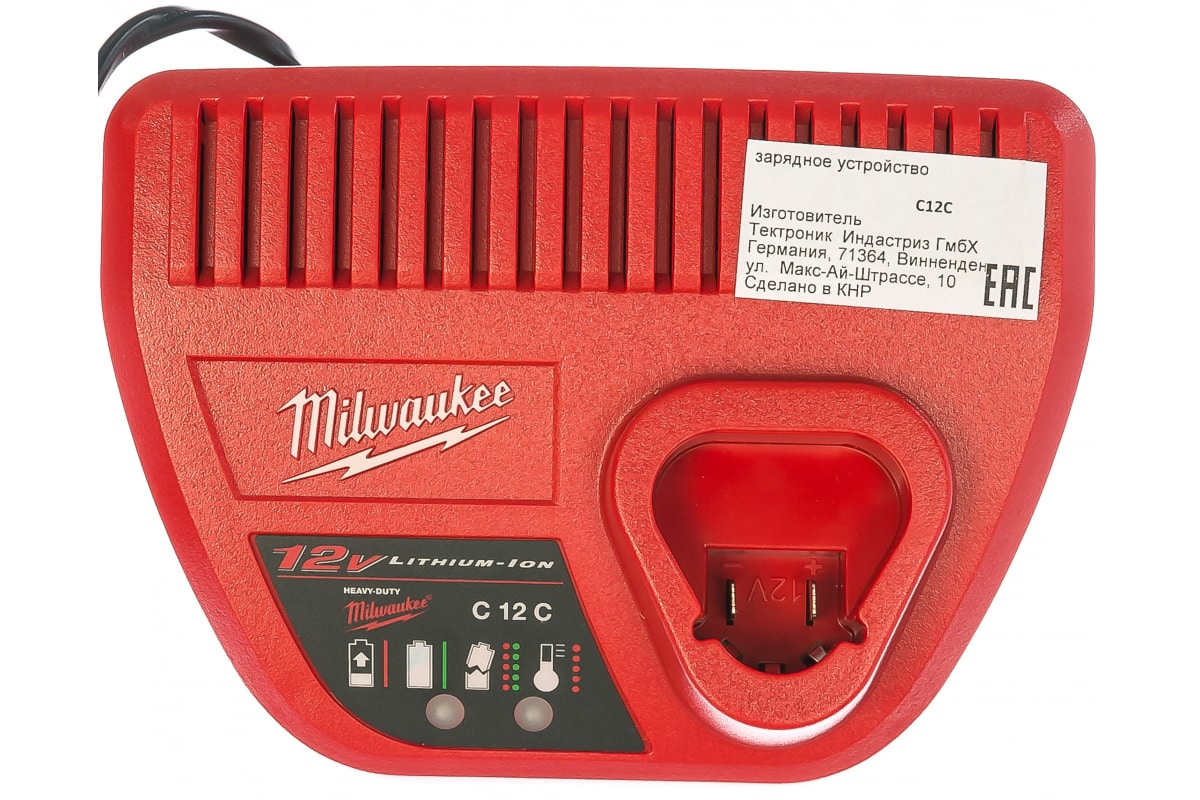 зарядное устройство
C12C
Изготовитель
Тектроник Индастриз ГмбХ
Германия, 71364, Винненден,
ул. Макс-Ай-Штрассе, 10
Сделано в КНР
EAC
Milwaukee
12V LITHIUM-ION
HEAVY-DUTY
Milwaukee®
C 12 C
- +
12V